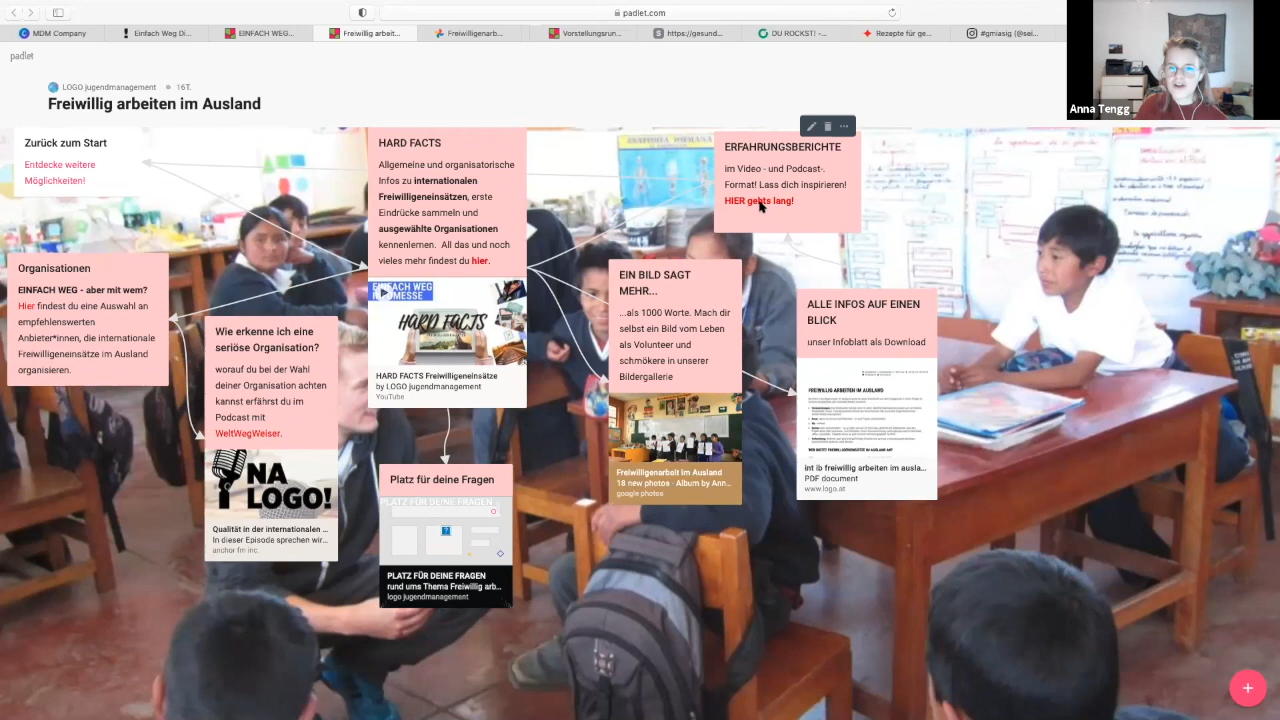 padlet.com
MDM Company
Einfach Weg Di...
EINFACH WEG...
Freiwillig arbeit...
Freiwilligenarb...
Vorstellungsrun...
https://gesund...
DU ROCKST! -...
Rezepte für ge...
#gmiasig (@sei...
padlet
LOGO jugendmanagement
16T.
Freiwillig arbeiten im Ausland
Anna Tengg
Zurück zum Start
Entdecke weitere
Möglichkeiten!
HARD FACTS
Allgemeine und organisatorische
Infos zu internationalen
Freiwilligeneinsätzen, erste
Eindrücke sammeln und
ausgewählte Organisationen
kennenlernen. All das und noch
vieles mehr findest du hier.
EINFACH WEG
HARD FACTS
HARD FACTS Freiwilligeneinsätze
by LOGO jugendmanagement
YouTube
ERFAHRUNGSBERICHTE
im Video - und Podcast-.
Format! Lass dich inspirieren!
HIER gehts lang!
Organisationen
EINFACH WEG - aber mit wem?
Hier findest du eine Auswahl an
empfehlenswerten
Anbieter*innen, die internationale
Freiwilligeneinsätze im Ausland
organisieren.
Wie erkenne ich eine
seriöse Organisation?
worauf du bei der Wahl
deiner Organisation achten
kannst erfährst du im
Podcast mit
WeltWegWeiser.
NA
LOGO!
Qualität in der internationalen ...
In dieser Episode sprechen wir...
anchor fm inc.
Platz für deine Fragen
PLATZ FÜR DEINE FRAGEN
?
PLATZ FÜR DEINE FRAGEN
rund ums Thema Freiwillig arb...
logo jugendmanagement
EIN BILD SAGT
MEHR...
...als 1000 Worte. Mach dir
selbst ein Bild vom Leben
als Volunteer und
schmökere in unserer
Bildergallerie
Freiwilligenarbeit im Ausland
18 new photos · Album by Ann...
google photos
ALLE INFOS AUF EINEN
BLICK
unser Infoblatt als Download
FREIWILLIG ARBEITEN IM AUSLAND
int ib freiwillig arbeiten im ausla...
PDF document
www.logo.at